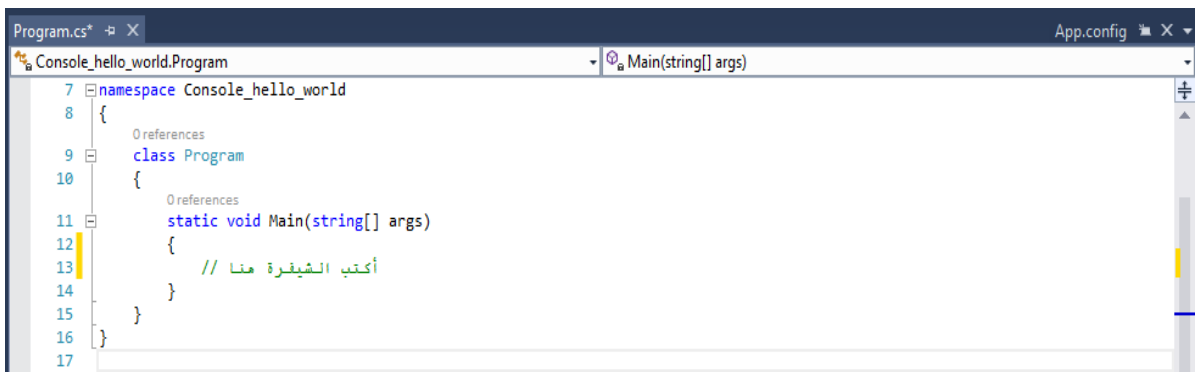 Program.cs* App.config
Console_hello_world.Program Main(string[] args)
7 namespace Console_hello_world
8 {
0 references
9 class Program
10 {
0 references
11 static void Main(string[] args)
12 {
13 // أكتب الشيفرة هنا
14 }
15 }
16 }
17